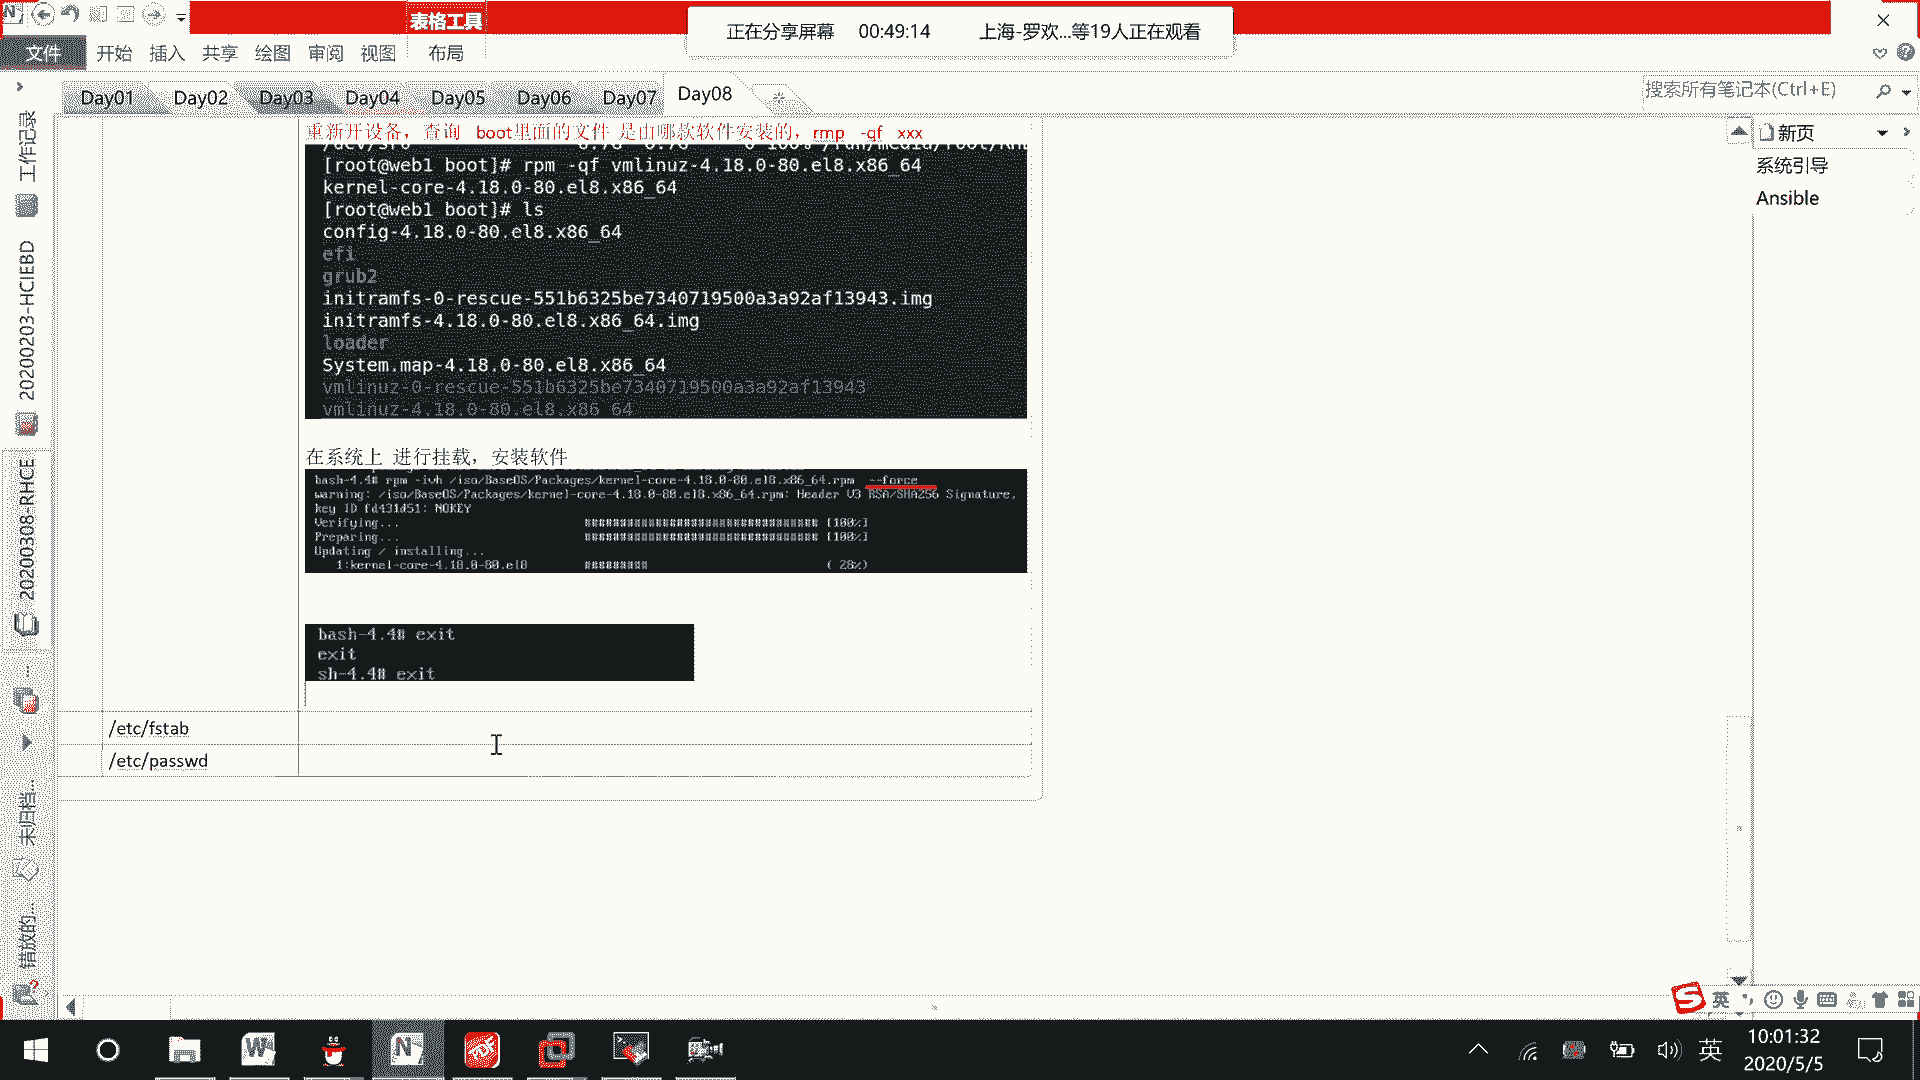 表格工具
正在分享屏幕 00:49:14 上海-罗欢...等19人正在观看
文件 开始 插入 共享 绘图 审阅 视图 布局
Day01 Day02 Day03 Day04 Day05 Day06 Day07 Day08
搜索所有笔记本(Ctrl+E)
工作记录
20200203-HCIEBD
20200308-RHCE
...
未归档...
错放的...
新页
系统引导
Ansible
重新开设备，查询 boot里面的文件 是由哪款软件安装的，rmp -qf xxx
[root@web1 boot]# rpm -qf vmlinuz-4.18.0-80.el8.x86_64
kernel-core-4.18.0-80.el8.x86_64
[root@web1 boot]# ls
config-4.18.0-80.el8.x86_64
efi
grub2
initramfs-0-rescue-551b6325be7340719500a3a92af13943.img
initramfs-4.18.0-80.el8.x86_64.img
loader
System.map-4.18.0-80.el8.x86_64
vmlinuz-0-rescue-551b6325be7340719500a3a92af13943
vmlinuz-4.18.0-80.el8.x86_64
在系统上 进行挂载，安装软件
bash-4.4# rpm -ivh /iso/BaseOS/Packages/kernel-core-4.18.0-80.el8.x86_64.rpm --force
warning: /iso/BaseOS/Packages/kernel-core-4.18.0-80.el8.x86_64.rpm: Header V3 RSA/SHA256 Signature,
key ID fd431d51: NOKEY
Verifying... ################################# [100%]
Preparing... ################################# [100%]
Updating / installing...
1:kernel-core-4.18.0-80.el8 ######### ( 28%)
bash-4.4# exit
exit
sh-4.4# exit
/etc/fstab
/etc/passwd
英
英
10:01:32
2020/5/5